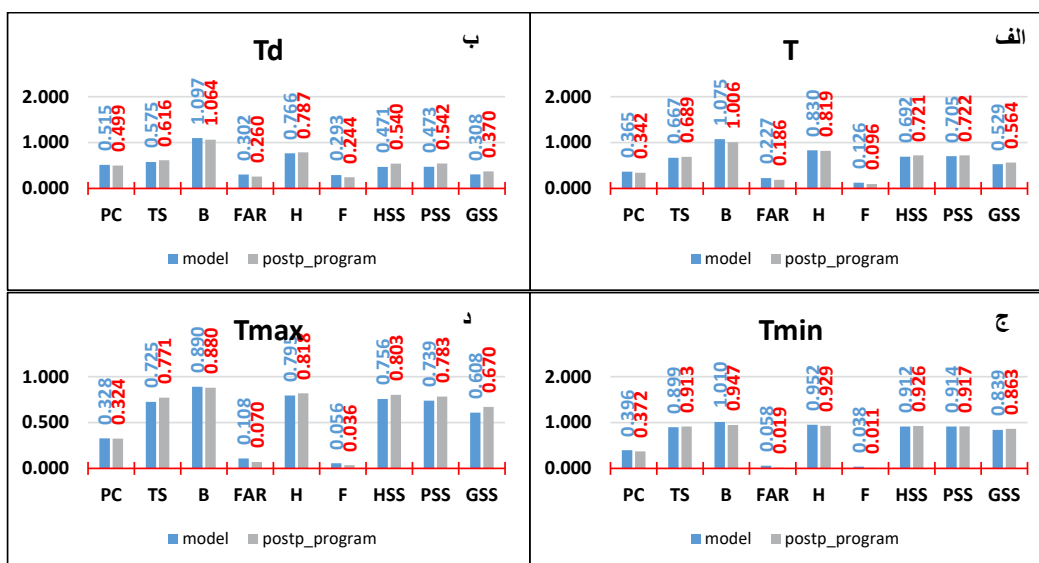 الف
T
2.000
1.000
0.000
0.365 0.667 1.075 0.227 0.830 0.126 0.692 0.705 0.529
0.342 0.689 1.006 0.186 0.819 0.096 0.721 0.722 0.564
PC TS B FAR H F HSS PSS GSS
model postp_program
ب
Td
2.000
1.000
0.000
0.515 0.575 1.097 0.302 0.766 0.293 0.471 0.473 0.308
0.499 0.616 1.064 0.260 0.787 0.244 0.540 0.542 0.370
PC TS B FAR H F HSS PSS GSS
model postp_program
ج
Tmin
2.000
1.000
0.000
0.396 0.899 1.010 0.058 0.952 0.038 0.912 0.914 0.839
0.372 0.913 0.947 0.019 0.929 0.011 0.926 0.917 0.863
PC TS B FAR H F HSS PSS GSS
model postp_program
د
Tmax
1.000
0.500
0.000
0.328 0.725 0.890 0.108 0.795 0.056 0.756 0.739 0.608
0.324 0.771 0.880 0.070 0.818 0.036 0.803 0.783 0.670
PC TS B FAR H F HSS PSS GSS
model postp_program